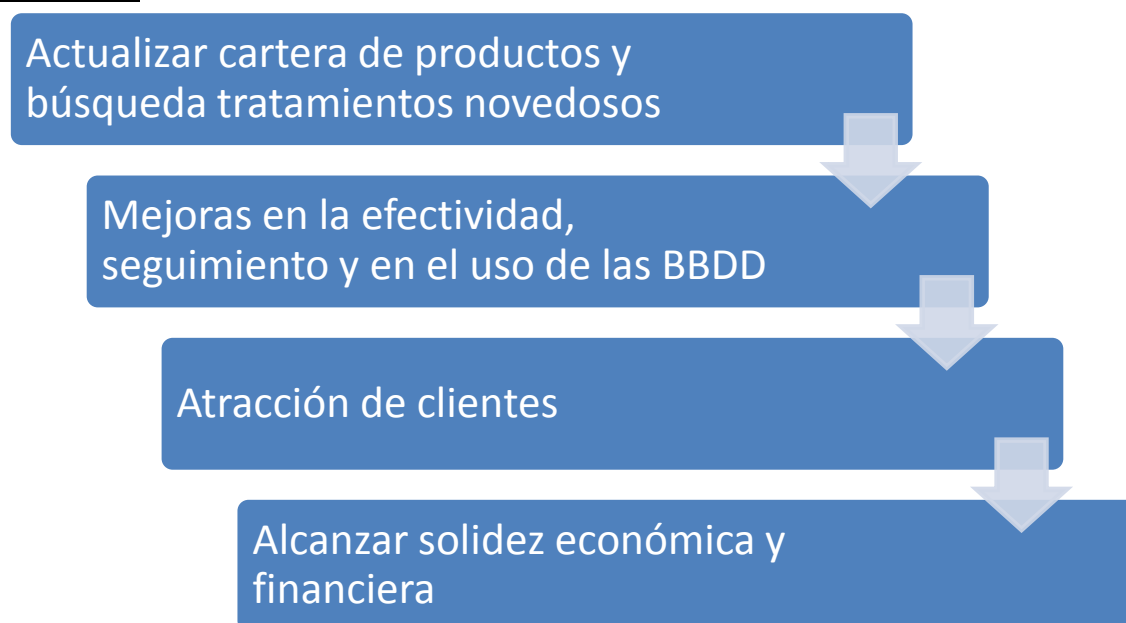 Actualizar cartera de productos y
búsqueda tratamientos novedosos
Mejoras en la efectividad,
seguimiento y en el uso de las BBDD
Atracción de clientes
Alcanzar solidez económica y
financiera